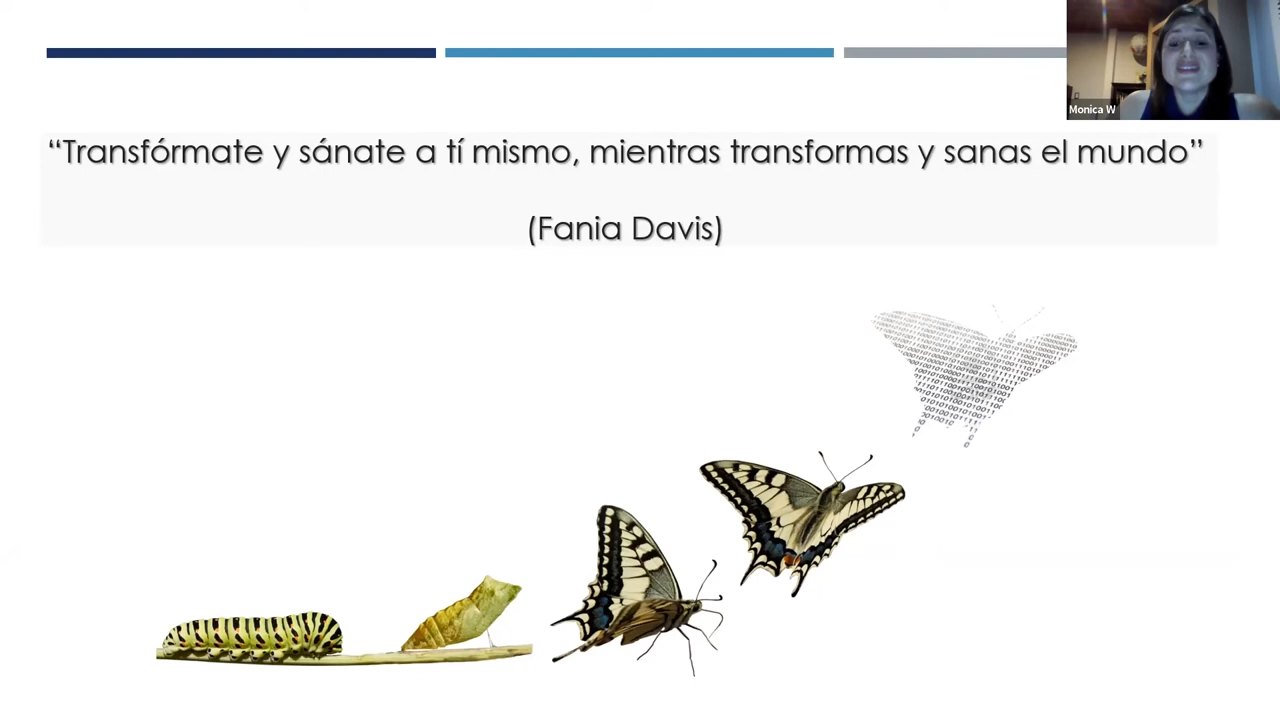 “Transfórmate y sánate a tí mismo, mientras transformas y sanas el mundo”
(Fania Davis)
Monica W